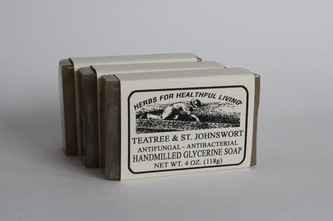 HERBS FOR HEALTHFUL LIVING
TEATREE & ST. JOHNSWORT
ANTIFUNGAL - ANTIBACTERIAL
HANDMILLED GLYCERINE SOAP
NET WT. 4 OZ. (118g)